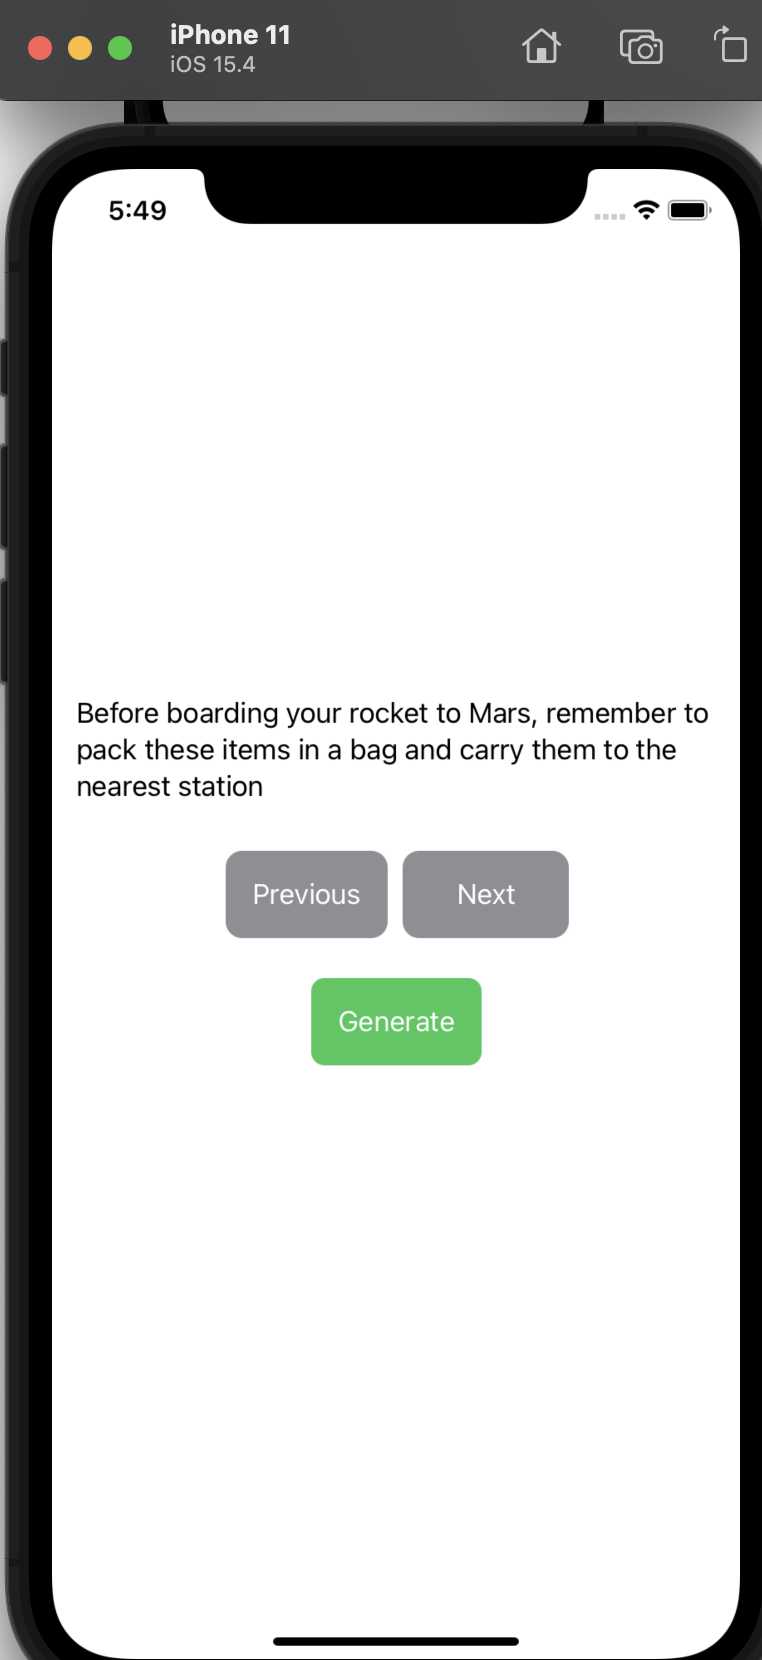 iPhone 11
iOS 15.4
5:49
Before boarding your rocket to Mars, remember to
pack these items in a bag and carry them to the
nearest station
Previous
Next
Generate